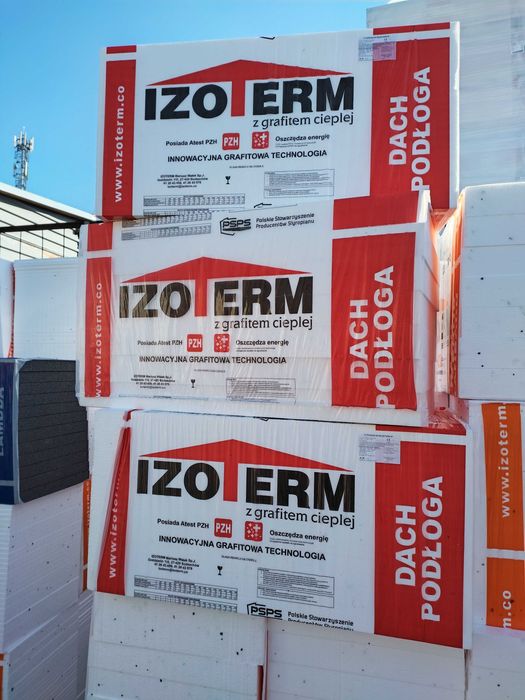 www.izoterm.co
IZOTERM
z grafitem cieplej
Posiada Atest PZH
PZH
Oszczędza energię
INNOWACYJNA GRAFITOWA TECHNOLOGIA
DACH
PODŁOGA
PSPS
Polskie Stowarzyszenie
Producentów Styropianu
www.izoterm.co
IZOTERM
z grafitem cieplej
Posiada Atest PZH
PZH
Oszczędza energię
INNOWACYJNA GRAFITOWA TECHNOLOGIA
DACH
PODŁOGA
LAMBDA
www.izoterm
www.izoterm.co
IZOTERM
z grafitem cieplej
Posiada Atest PZH
PZH
Oszczędza energię
INNOWACYJNA GRAFITOWA TECHNOLOGIA
DACH
PODŁOGA
PSPS
Polskie Stowarzyszenie
Producentów Styropianu